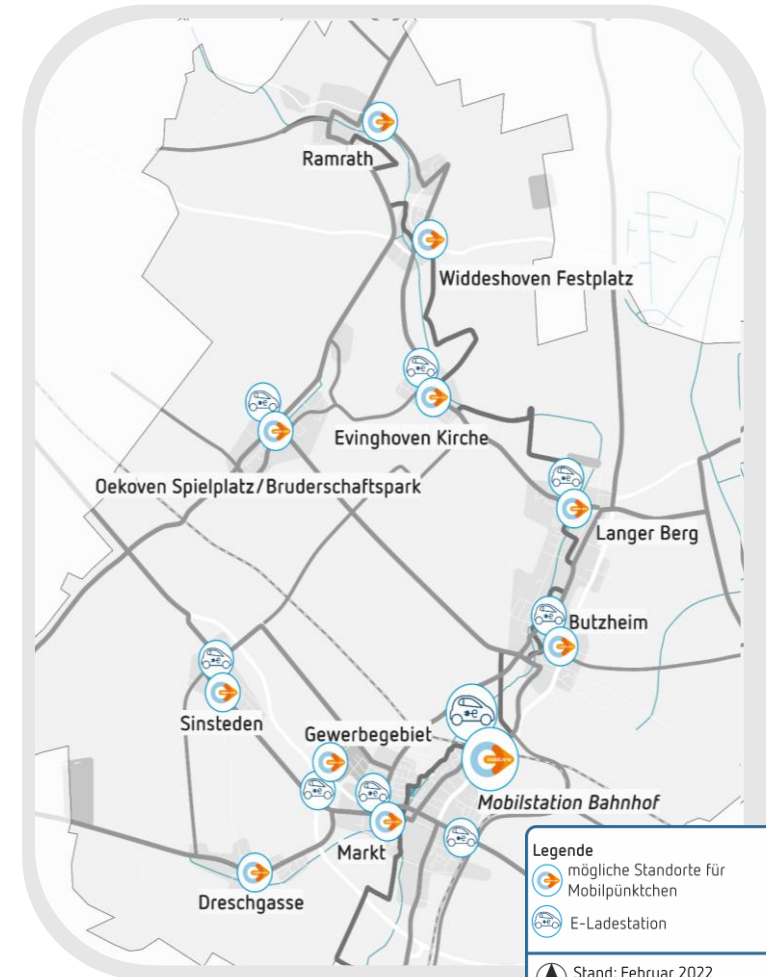 Ramrath
Widdeshoven Festplatz
Evinghoven Kirche
Oekoven Spielplatz/Bruderschaftspark
Langer Berg
Butzheim
Sinsteden
Gewerbegebiet
Mobilstation Bahnhof
Markt
Dreschgasse
Legende
mögliche Standorte für
Mobilpünktchen
E-Ladestation
Stand: Februar 2022